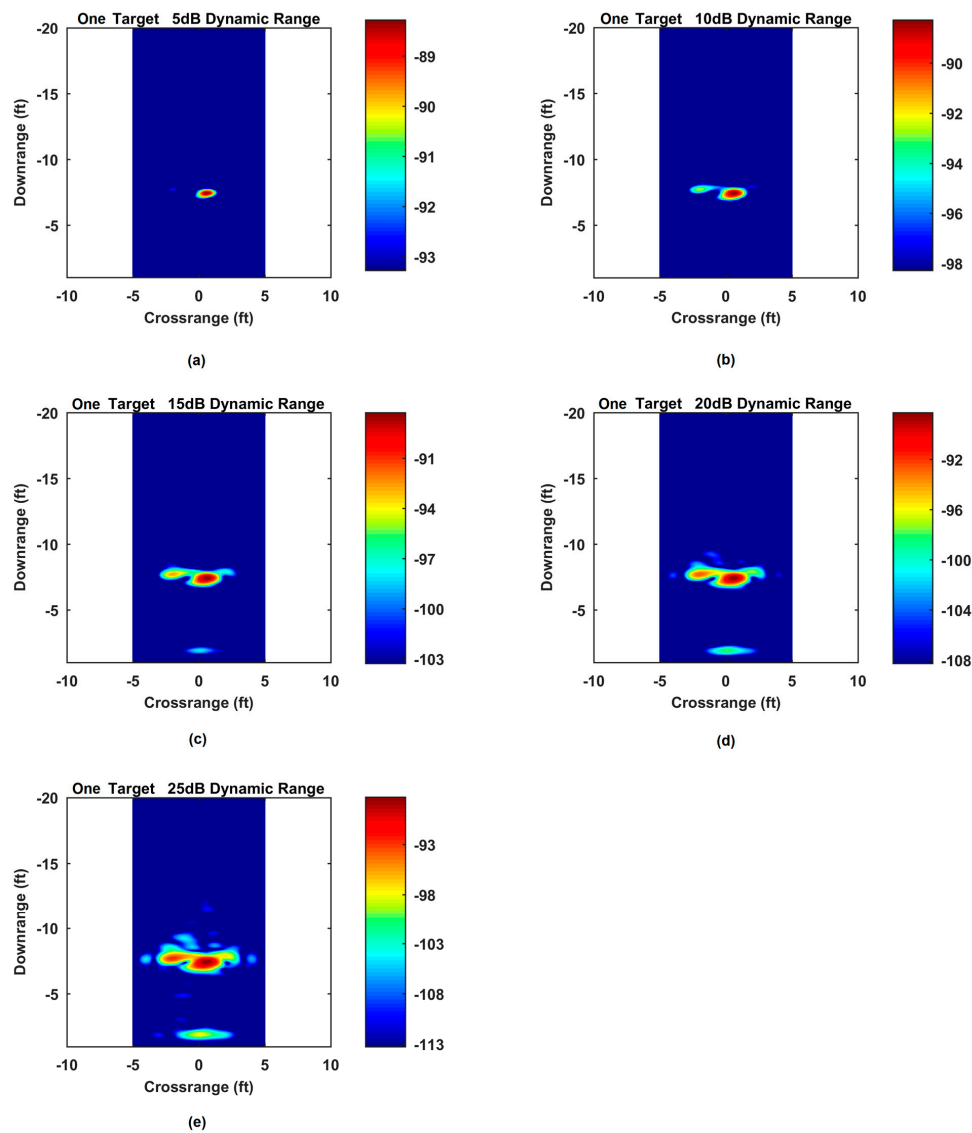 One Target 5dB Dynamic Range
-20
-15
-10
-5
Downrange (ft)
-10 -5 0 5 10
Crossrange (ft)
-89
-90
-91
-92
-93
(a)
One Target 10dB Dynamic Range
-20
-15
-10
-5
Downrange (ft)
-10 -5 0 5 10
Crossrange (ft)
-90
-92
-94
-96
-98
(b)
One Target 15dB Dynamic Range
-20
-15
-10
-5
Downrange (ft)
-10 -5 0 5 10
Crossrange (ft)
-91
-94
-98
-100
-103
(c)
One Target 20dB Dynamic Range
-20
-15
-10
-5
Downrange (ft)
-10 -5 0 5 10
Crossrange (ft)
-92
-96
-100
-104
-108
(d)
One Target 25dB Dynamic Range
-20
-15
-10
-5
Downrange (ft)
-10 -5 0 5 10
Crossrange (ft)
-93
-98
-103
-108
-113
(e)